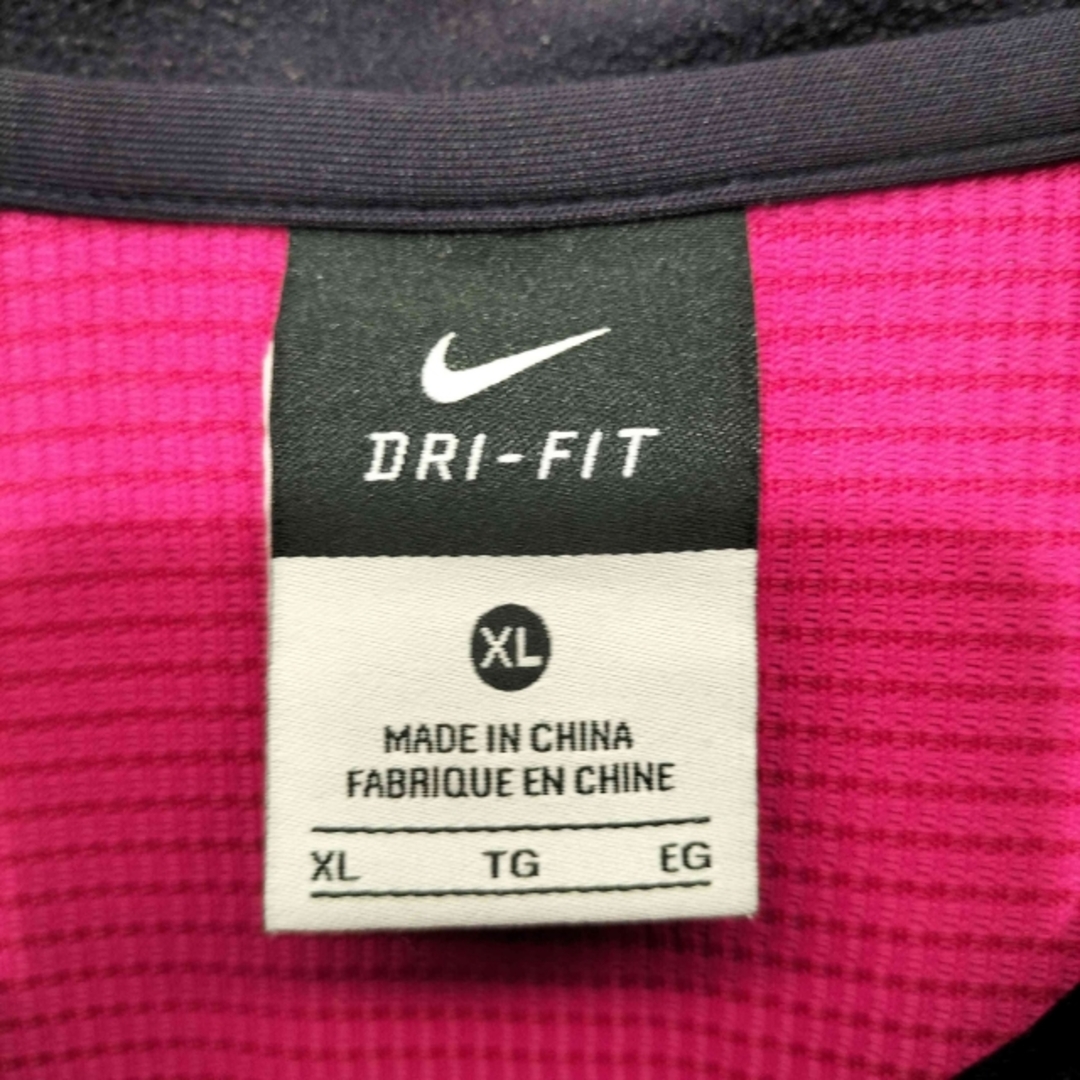 DRI-FIT
XL
MADE IN CHINA
FABRIQUE EN CHINE
XL TG EG